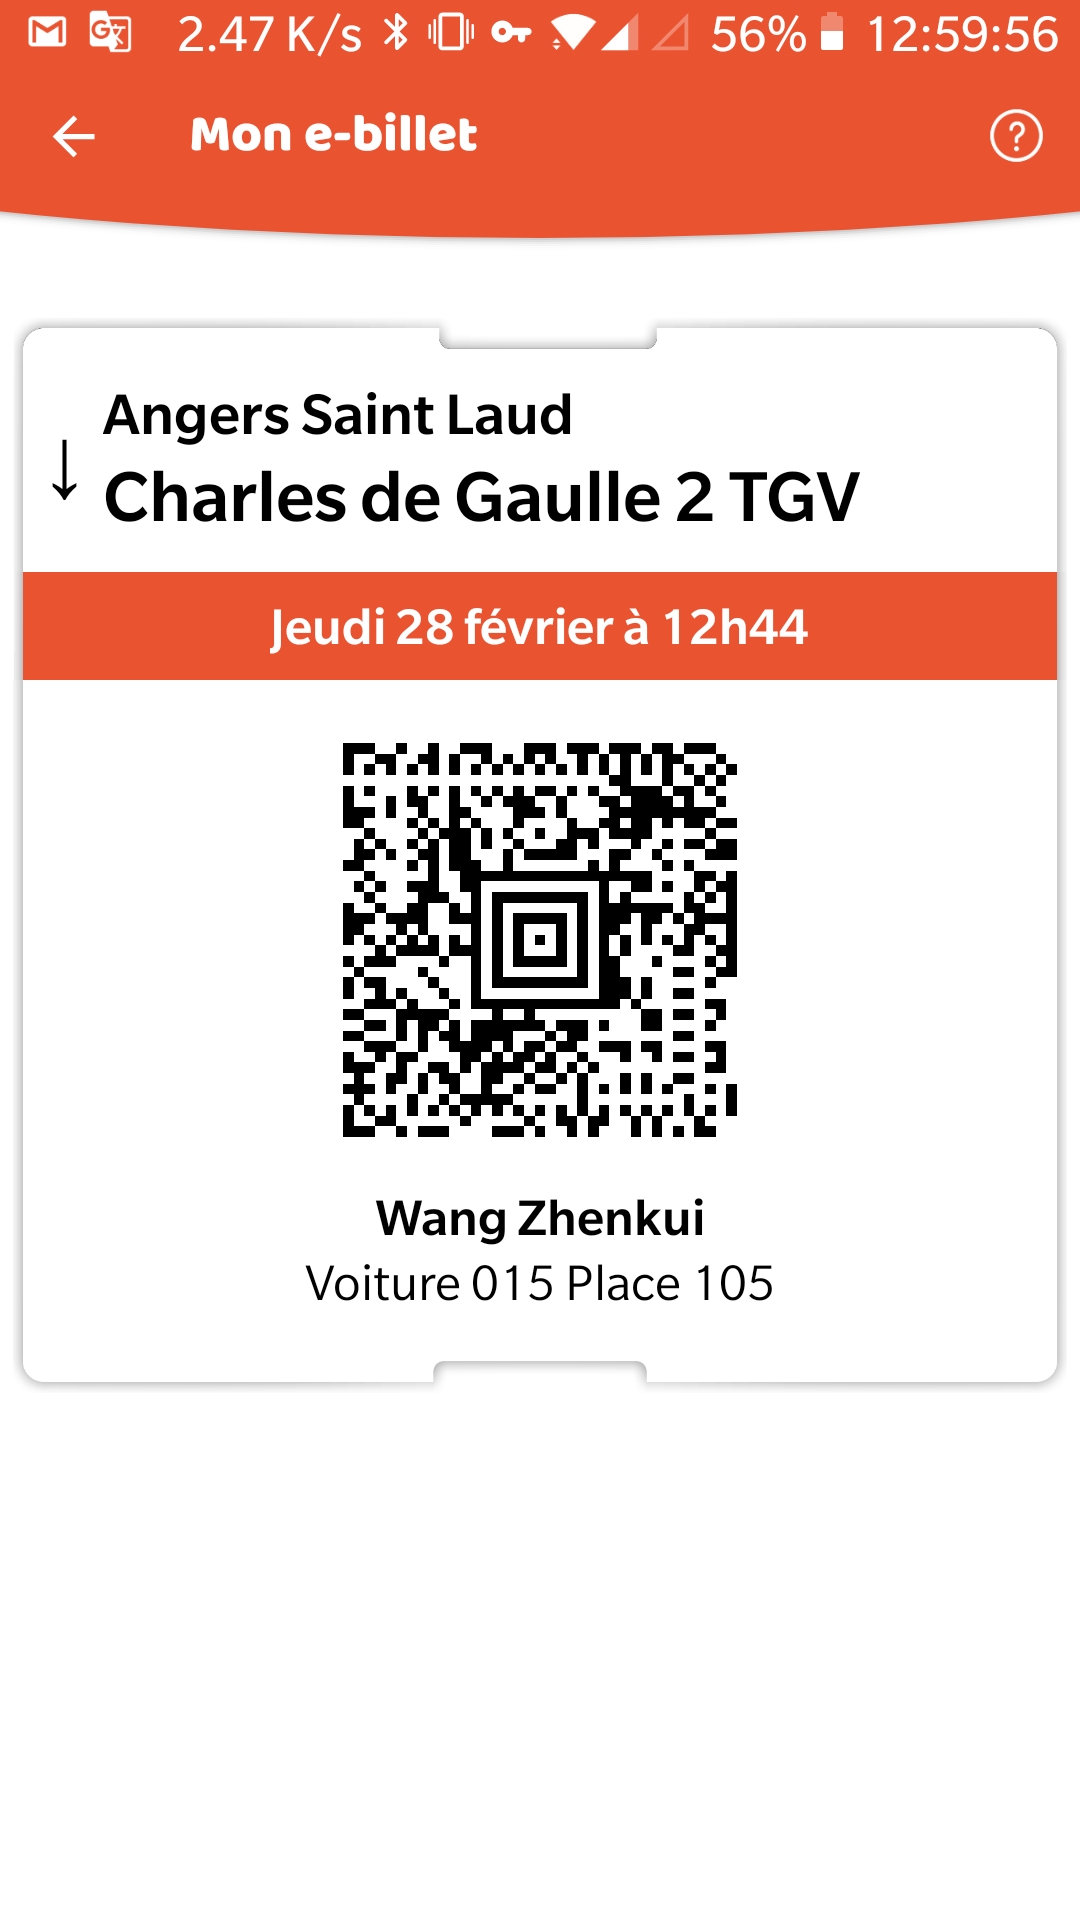 2.47 K/s 56% 12:59:56
Mon e-billet
Angers Saint Laud
Charles de Gaulle 2 TGV
Jeudi 28 février à 12h44
Wang Zhenkui
Voiture 015 Place 105